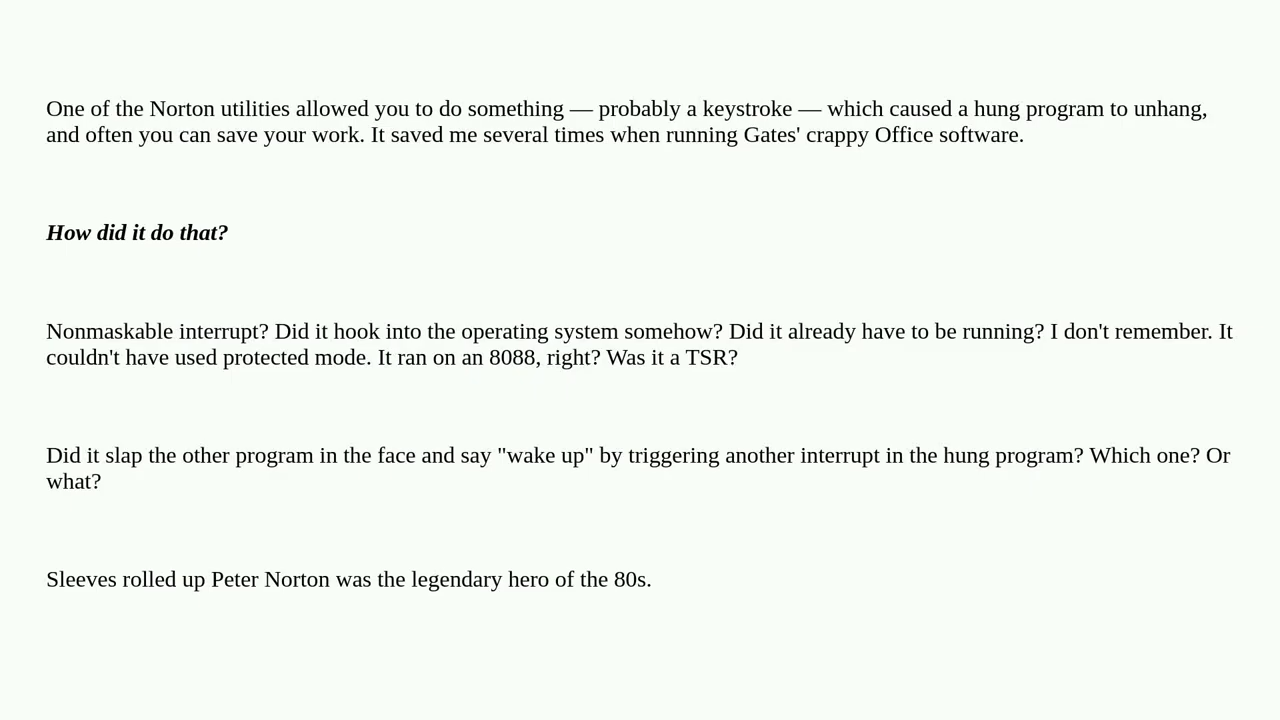 One of the Norton utilities allowed you to do something — probably a keystroke — which caused a hung program to unhang,
and often you can save your work. It saved me several times when running Gates' crappy Office software.
How did it do that?
Nonmaskable interrupt? Did it hook into the operating system somehow? Did it already have to be running? I don't remember. It
couldn't have used protected mode. It ran on an 8088, right? Was it a TSR?
Did it slap the other program in the face and say "wake up" by triggering another interrupt in the hung program? Which one? Or
what?
Sleeves rolled up Peter Norton was the legendary hero of the 80s.